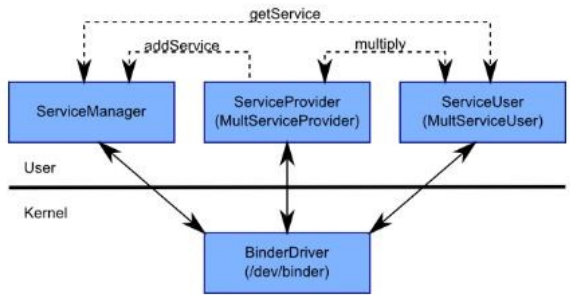 getService
addService
multiply
ServiceManager
ServiceProvider
(MultServiceProvider)
ServiceUser
(MultServiceUser)
User
Kernel
BinderDriver
(/dev/binder)